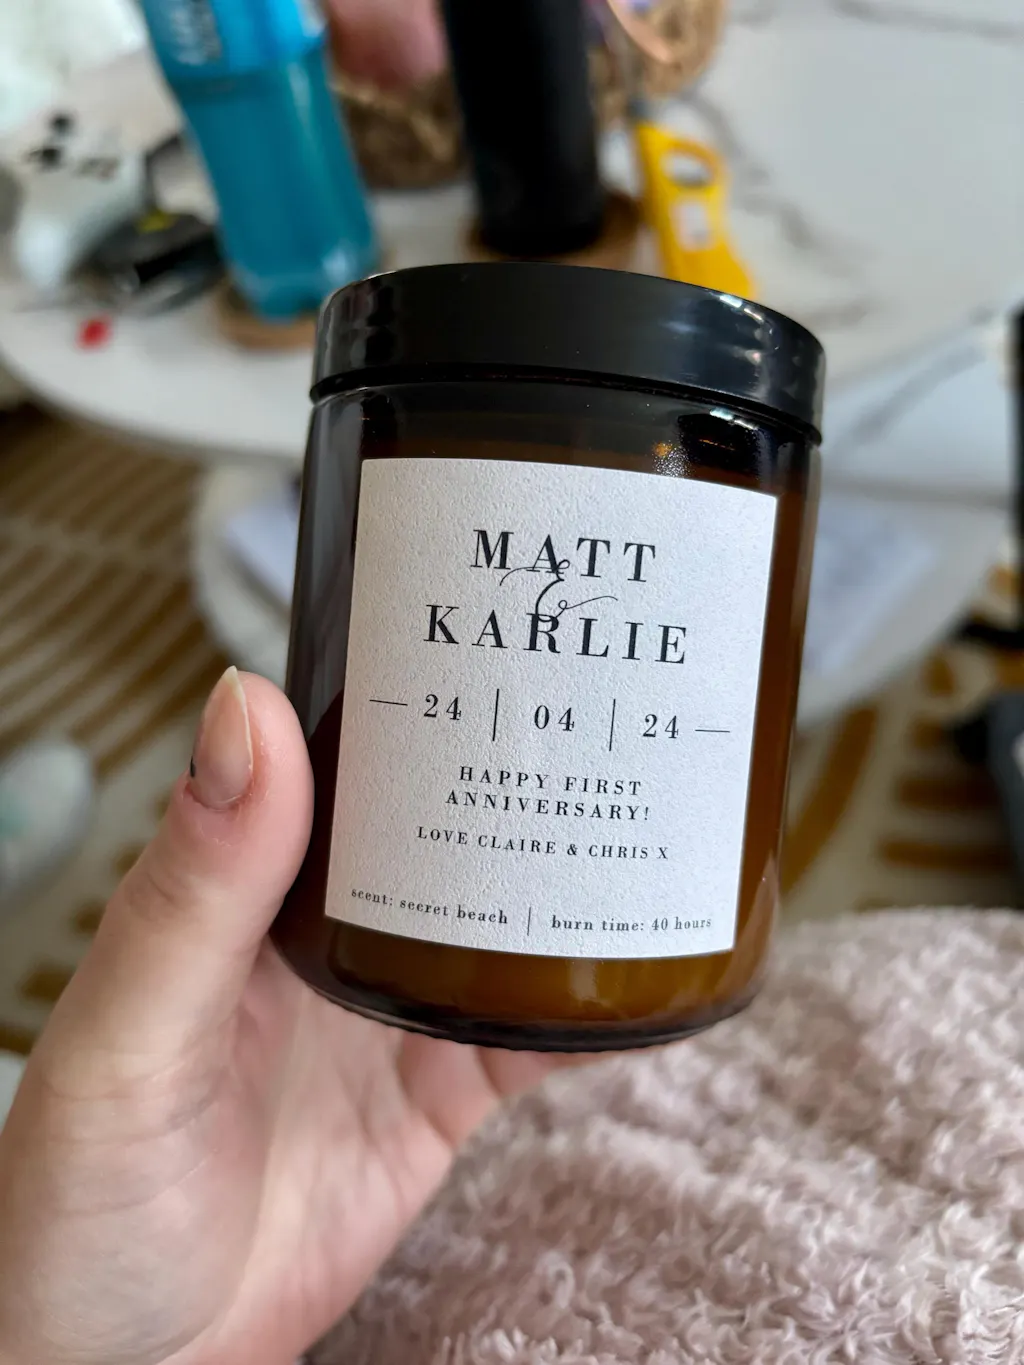 MATT
&
KARLIE
— 24 | 04 | 24 —
HAPPY FIRST
ANNIVERSARY!
LOVE CLAIRE & CHRIS X
scent: secret beach | burn time: 40 hours